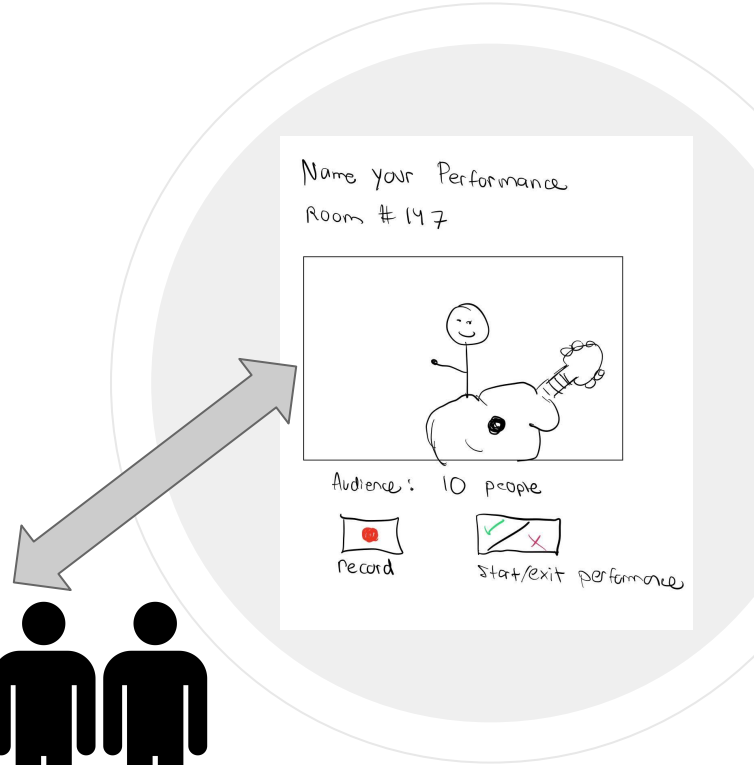 Name your Performance
Room # 147
Audience: 10 people
record
start/exit performance